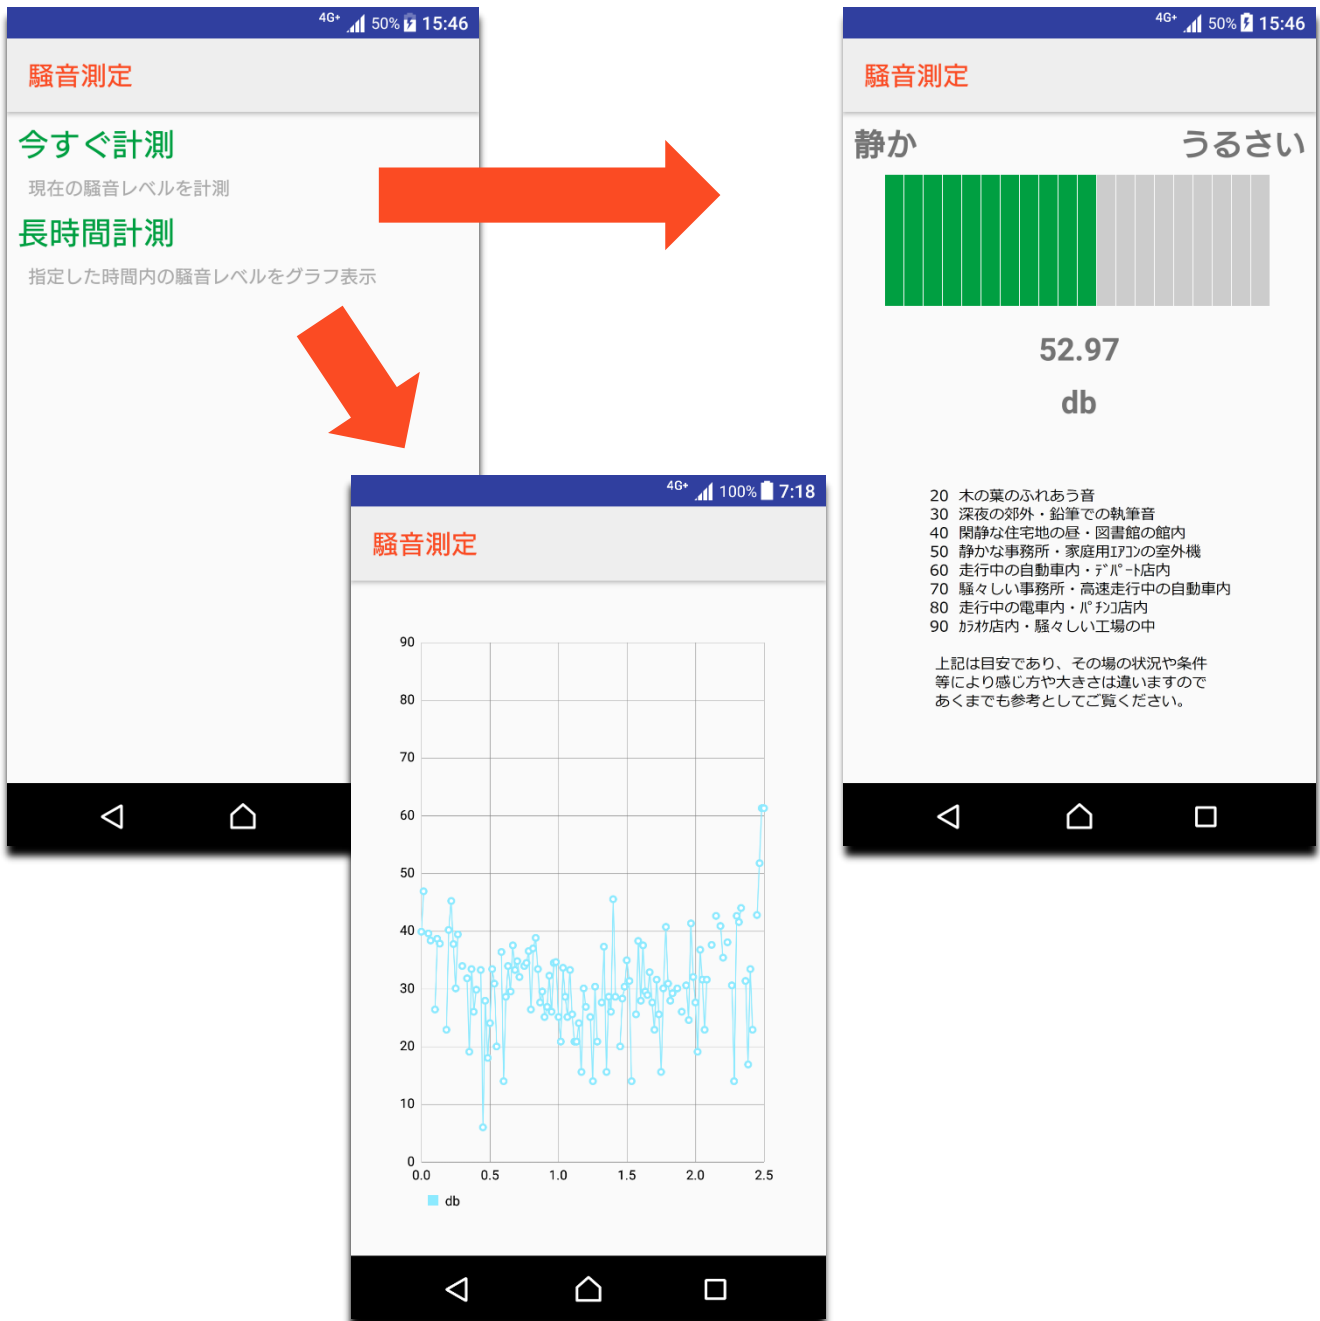 4G+ 50% 15:46
騒音測定
今すぐ計測
現在の騒音レベルを計測
長時間計測
指定した時間内の騒音レベルをグラフ表示
4G+ 50% 15:46
騒音測定
静か うるさい
52.97
db
20 木の葉のふれあう音
30 深夜の郊外・鉛筆での執筆音
40 閑静な住宅地の昼・図書館の館内
50 静かな事務所・家庭用ｴｱｺﾝの室外機
60 走行中の自動車内・ﾃﾞﾊﾟｰﾄ店内
70 騒々しい事務所・高速走行中の自動車内
80 走行中の電車内・ﾊﾟﾁﾝｺ店内
90 ｶﾗｵｹ店内・騒々しい工場の中
上記は目安であり、その場の状況や条件
等により感じ方や大きさは違いますので
あくまでも参考としてご覧ください。
4G+ 100% 7:18
騒音測定
90
80
70
60
50
40
30
20
10
0
0.0 0.5 1.0 1.5 2.0 2.5
db